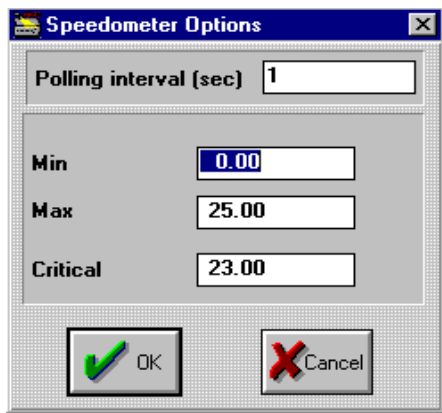 Speedometer Options
Polling interval (sec) 1
Min 0.00
Max 25.00
Critical 23.00
OK Cancel